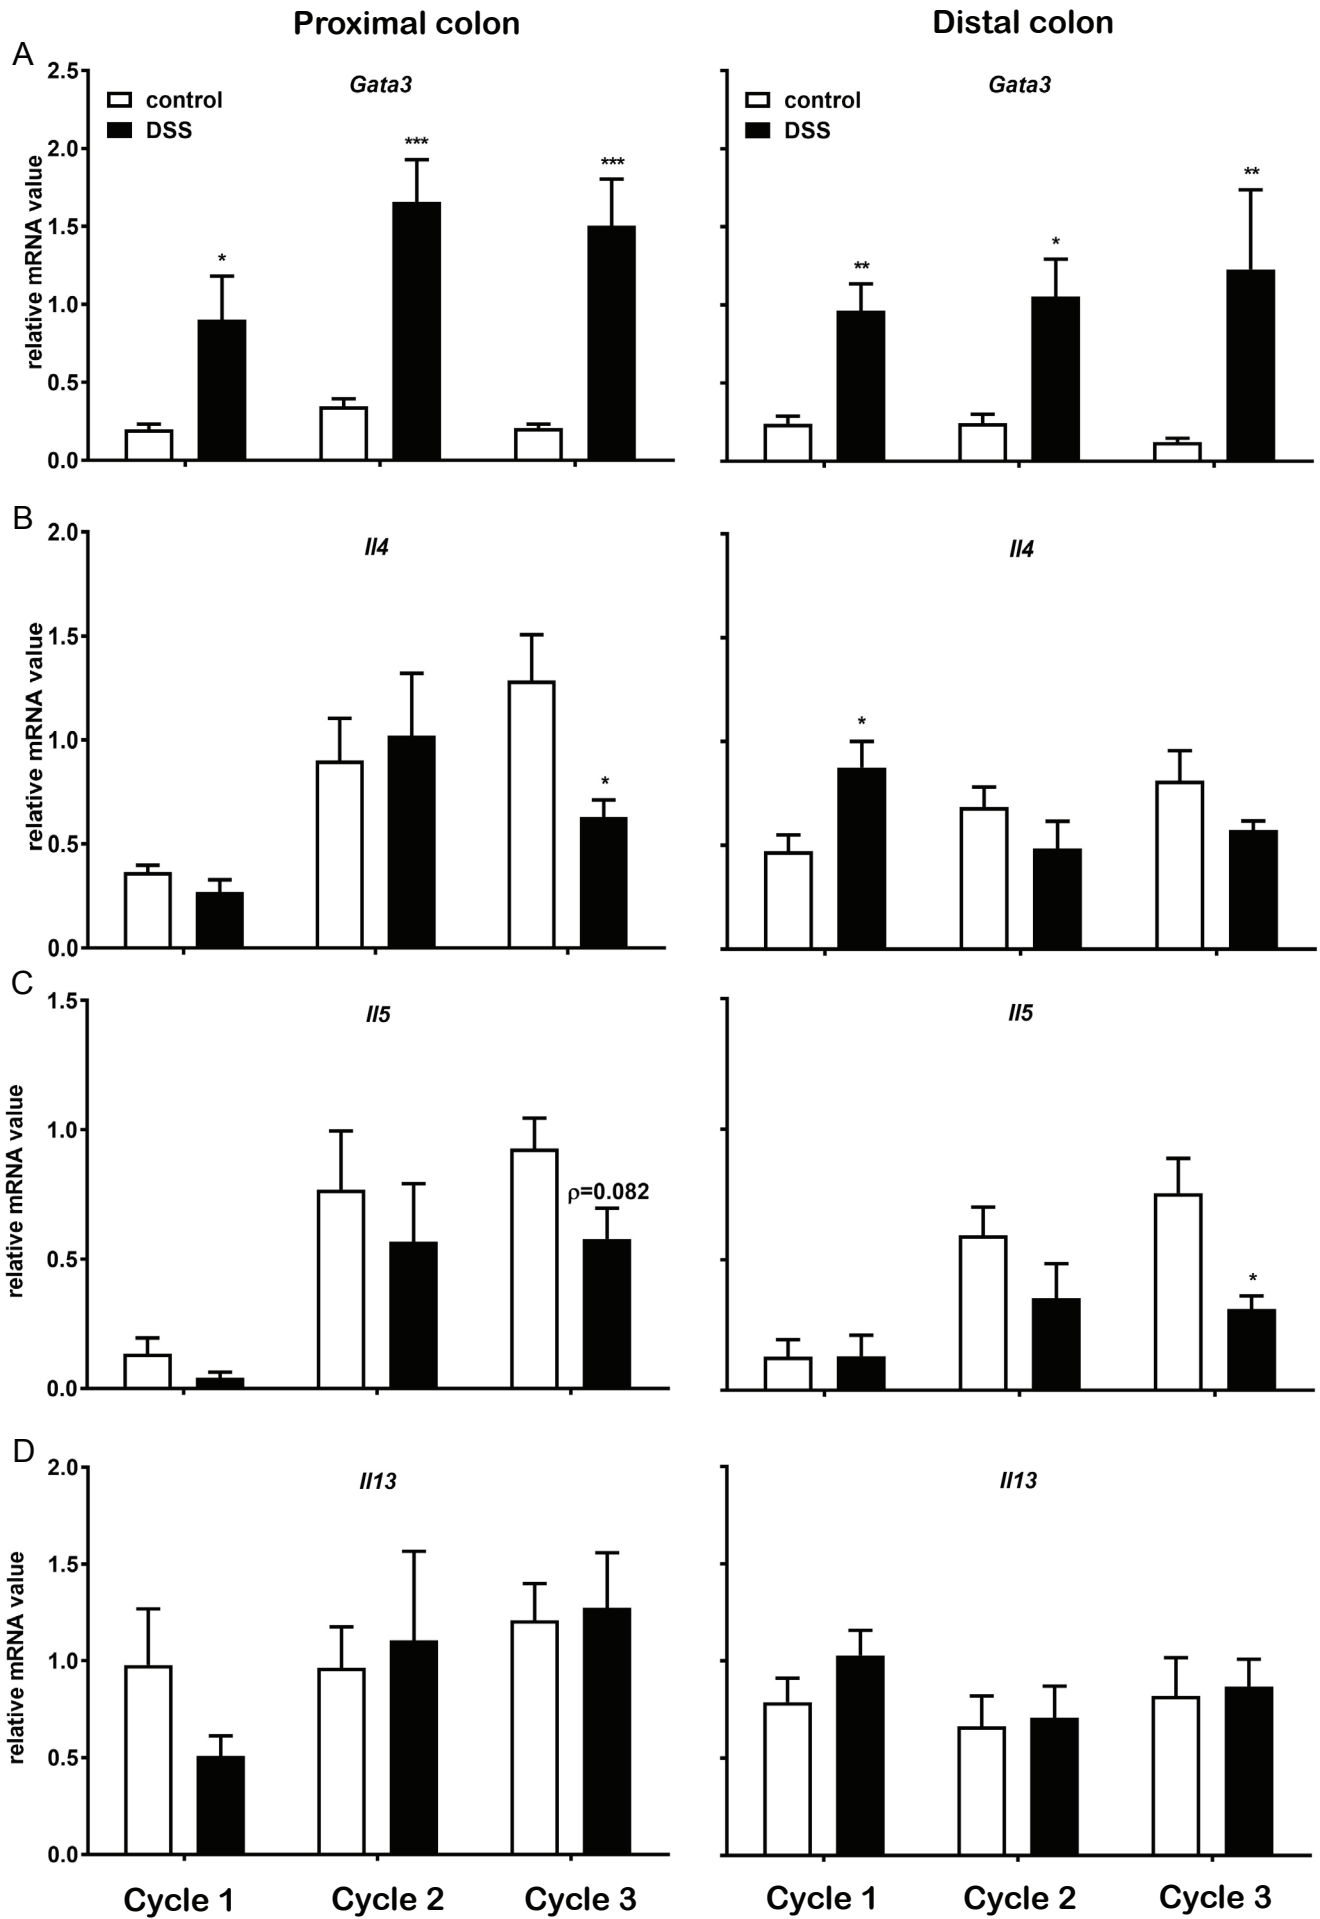 Proximal colon
Distal colon
A
Gata3
Gata3
control
DSS
control
DSS
relative mRNA value
2.5
2.0
1.5
1.0
0.5
0.0
*
***
***
**
*
**
B
Il4
Il4
relative mRNA value
2.0
1.5
1.0
0.5
0.0
*
*
C
Il5
Il5
relative mRNA value
1.5
1.0
0.5
0.0
ρ=0.082
*
D
Il13
Il13
relative mRNA value
2.0
1.5
1.0
0.5
0.0
Cycle 1
Cycle 2
Cycle 3
Cycle 1
Cycle 2
Cycle 3